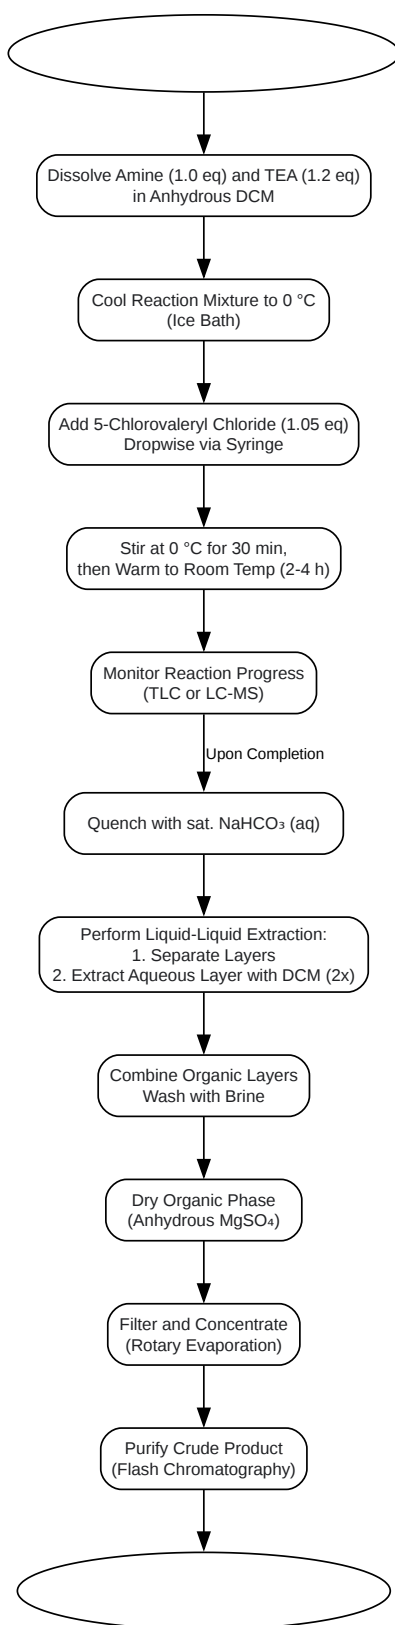 Dissolve Amine (1.0 eq) and TEA (1.2 eq)
in Anhydrous DCM
Cool Reaction Mixture to 0 °C
(Ice Bath)
Add 5-Chlorovaleryl Chloride (1.05 eq)
Dropwise via Syringe
Stir at 0 °C for 30 min,
then Warm to Room Temp (2-4 h)
Monitor Reaction Progress
(TLC or LC-MS)
Upon Completion
Quench with sat. NaHCO₃ (aq)
Perform Liquid-Liquid Extraction:
1. Separate Layers
2. Extract Aqueous Layer with DCM (2x)
Combine Organic Layers
Wash with Brine
Dry Organic Phase
(Anhydrous MgSO₄)
Filter and Concentrate
(Rotary Evaporation)
Purify Crude Product
(Flash Chromatography)